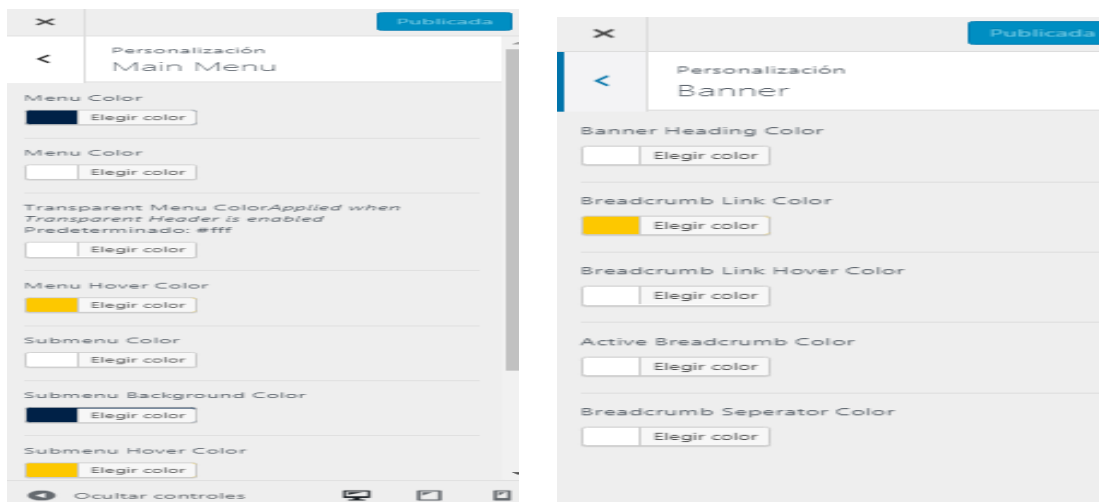 Publicada
Personalización
Main Menu
Menu Color
Elegir color
Menu Color
Elegir color
Transparent Menu ColorApplied when
Transparent Header is enabled
Predeterminado: #fff
Elegir color
Menu Hover Color
Elegir color
Submenu Color
Elegir color
Submenu Background Color
Elegir color
Submenu Hover Color
Elegir color
Ocultar controles
Publicada
Personalización
Banner
Banner Heading Color
Elegir color
Breadcrumb Link Color
Elegir color
Breadcrumb Link Hover Color
Elegir color
Active Breadcrumb Color
Elegir color
Breadcrumb Seperator Color
Elegir color